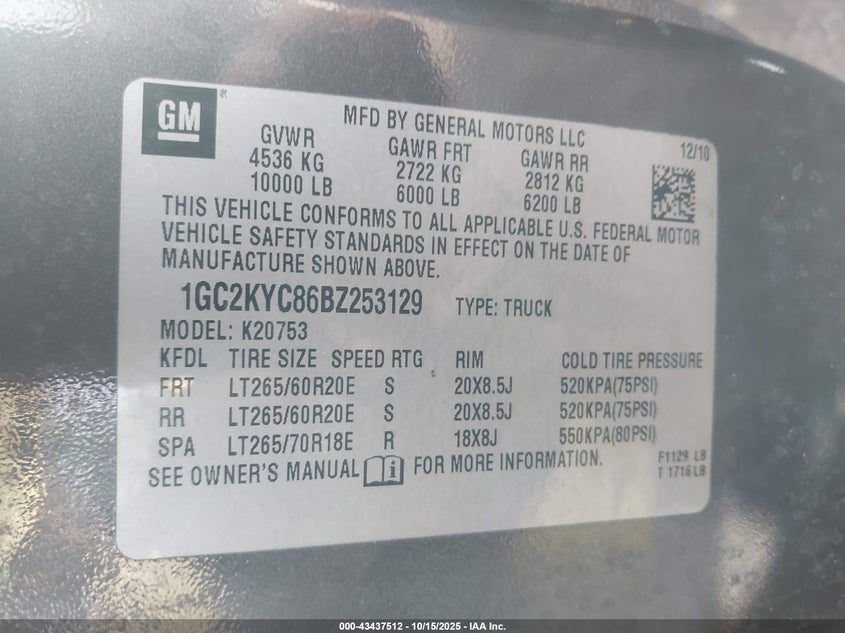 GM®
MFD BY GENERAL MOTORS LLC
GVWR GAWR FRT GAWR RR 12/10
4536 KG 2722 KG 2812 KG
10000 LB 6000 LB 6200 LB
THIS VEHICLE CONFORMS TO ALL APPLICABLE U.S. FEDERAL MOTOR
VEHICLE SAFETY STANDARDS IN EFFECT ON THE DATE OF
MANUFACTURE SHOWN ABOVE.
1GC2KYC86BZ253129 TYPE: TRUCK
MODEL: K20753
KFDL TIRE SIZE SPEED RTG RIM COLD TIRE PRESSURE
FRT LT265/60R20E S 20X8.5J 520KPA(75PSI)
RR LT265/60R20E S 20X8.5J 520KPA(75PSI)
SPA LT265/70R18E R 18X8J 550KPA(80PSI)
SEE OWNER'S MANUAL i FOR MORE INFORMATION.
F1129 LB
T 1716 LB
000-43437512 - 10/15/2025 - IAA Inc.